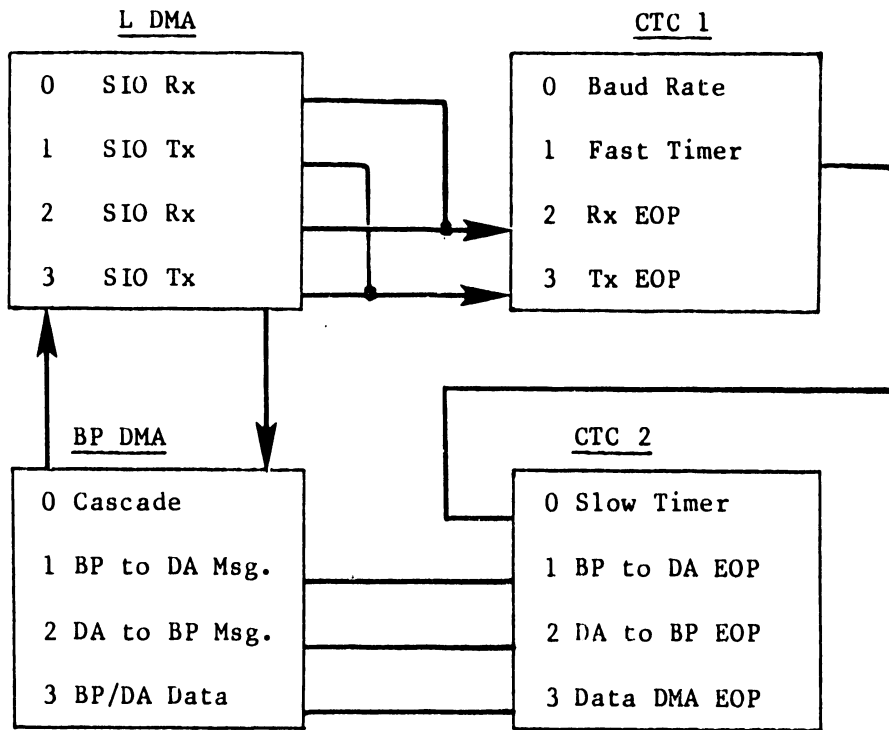 L DMA
0 SIO Rx
1 SIO Tx
2 SIO Rx
3 SIO Tx
CTC 1
0 Baud Rate
1 Fast Timer
2 Rx EOP
3 Tx EOP
BP DMA
0 Cascade
1 BP to DA Msg.
2 DA to BP Msg.
3 BP/DA Data
CTC 2
0 Slow Timer
1 BP to DA EOP
2 DA to BP EOP
3 Data DMA EOP